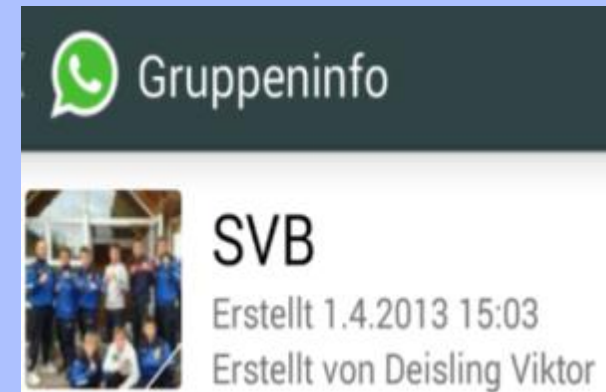 Gruppeninfo
SVB
Erstellt 1.4.2013 15:03
Erstellt von Deisling Viktor